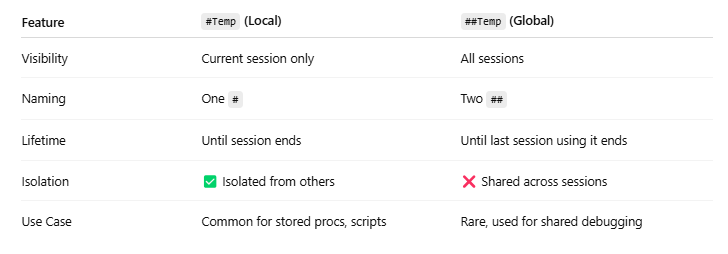 Feature #Temp (Local) ##Temp (Global)
Visibility Current session only All sessions
Naming One # Two ##
Lifetime Until session ends Until last session using it ends
Isolation ✅ Isolated from others ❌ Shared across sessions
Use Case Common for stored procs, scripts Rare, used for shared debugging